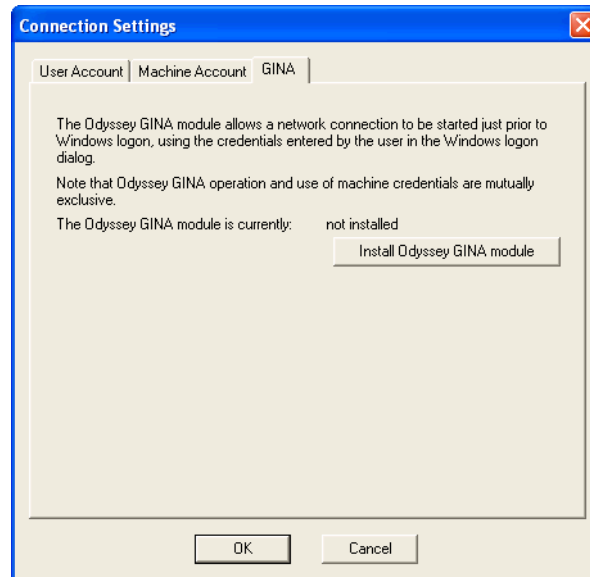 Connection Settings
User Account Machine Account GINA
The Odyssey GINA module allows a network connection to be started just prior to
Windows logon, using the credentials entered by the user in the Windows logon
dialog.
Note that Odyssey GINA operation and use of machine credentials are mutually
exclusive.
The Odyssey GINA module is currently: not installed
Install Odyssey GINA module
OK Cancel